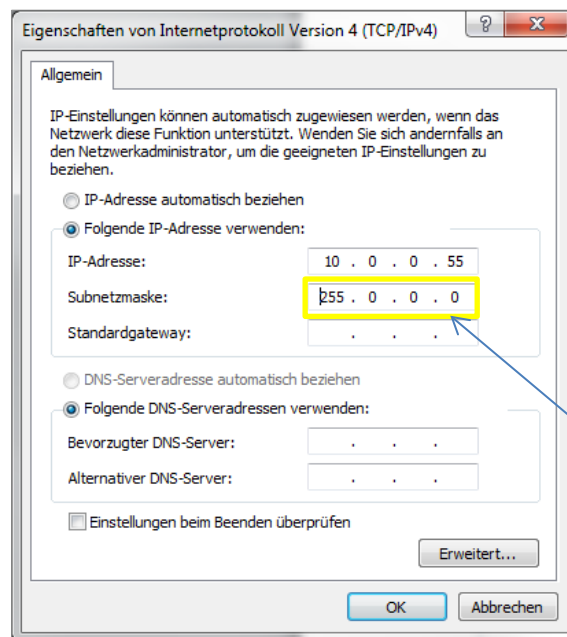 Eigenschaften von Internetprotokoll Version 4 (TCP/IPv4)
Allgemein
IP-Einstellungen können automatisch zugewiesen werden, wenn das
Netzwerk diese Funktion unterstützt. Wenden Sie sich andernfalls an
den Netzwerkadministrator, um die geeigneten IP-Einstellungen zu
beziehen.
IP-Adresse automatisch beziehen
Folgende IP-Adresse verwenden:
IP-Adresse: 10 . 0 . 0 . 55
Subnetzmaske: 255 . 0 . 0 . 0
Standardgateway: . . .
DNS-Serveradresse automatisch beziehen
Folgende DNS-Serveradressen verwenden:
Bevorzugter DNS-Server: . . .
Alternativer DNS-Server: . . .
Einstellungen beim Beenden überprüfen
Erweitert...
OK Abbrechen